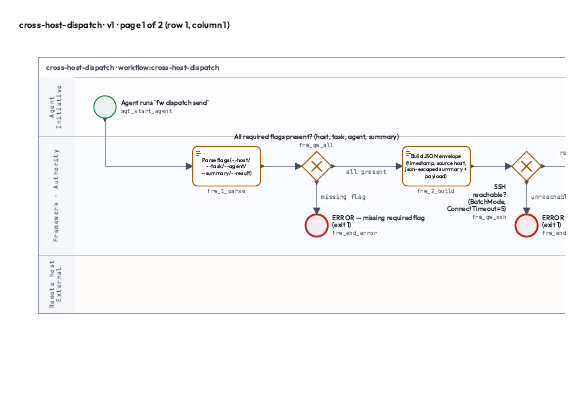 cross-host-dispatch · v1 · page 1 of 2 (row 1, column 1)
cross-host-dispatch · workflow:cross-host-dispatch
Agent
Initiative
Agent runs `fw dispatch send`
agt_start_agent
Framework · Authority
All required flags present? (host, task, agent, summary)
frm_gw_all
Parse flags (--host/
--task/--agent/
--summary/--result)
frm_1_parse
all present
missing flag
ERROR — missing required flag
(exit 1)
frm_end_error
Build JSON envelope
(timestamp, source host,
json-escaped summary +
payload)
frm_2_build
SSH
reachable?
(BatchMode,
ConnectTimeout=5)
frm_gw_ssh
re
unreachabl
ERROR
(exit 1)
frm_end
Remote host
External